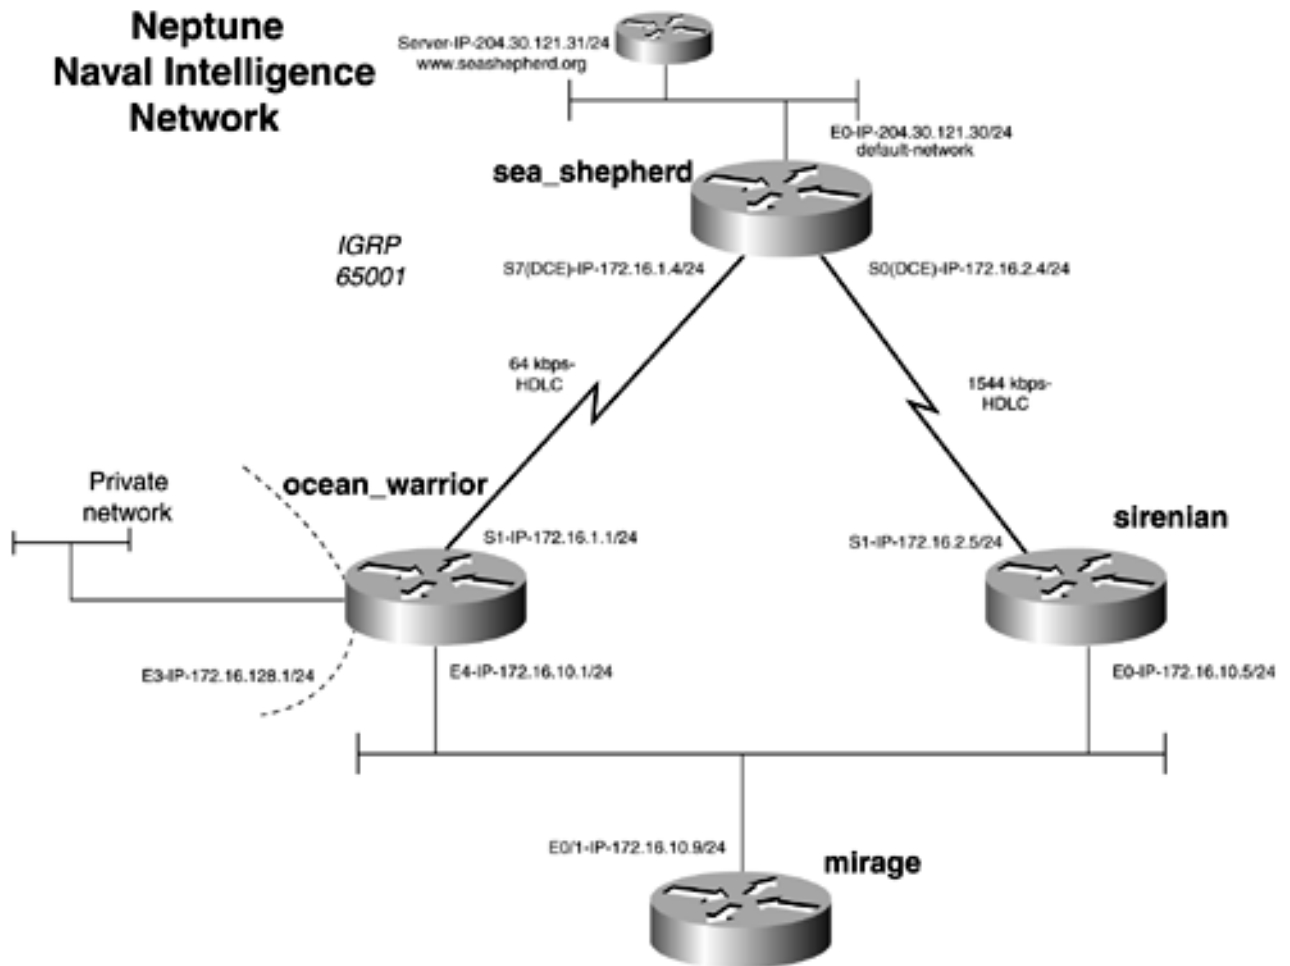 Neptune
Naval Intelligence
Network
Server-IP-204.30.121.31/24
www.seashepherd.org
E0-IP-204.30.121.30/24
default-network
sea_shepherd
IGRP
65001
S7(DCE)-IP-172.16.1.4/24
S0(DCE)-IP-172.16.2.4/24
64 kbps-
HDLC
1544 kbps-
HDLC
Private
network
ocean_warrior
S1-IP-172.16.1.1/24
S1-IP-172.16.2.5/24
sirenian
E3-IP-172.16.128.1/24
E4-IP-172.16.10.1/24
E0-IP-172.16.10.5/24
E0/1-IP-172.16.10.9/24
mirage